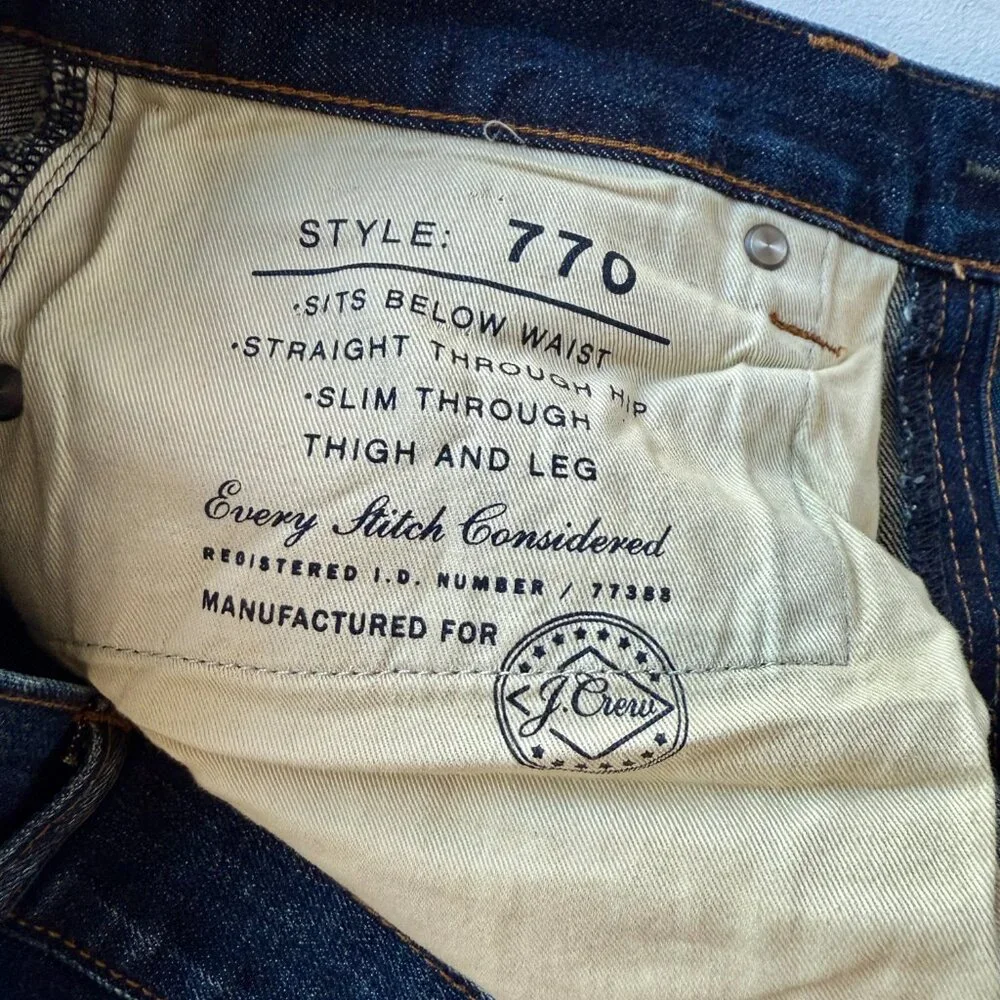 STYLE: 770
·SITS BELOW WAIST
·STRAIGHT THROUGH HIP
·SLIM THROUGH
THIGH AND LEG
Every Stitch Considered
REGISTERED I.D. NUMBER / 77388
MANUFACTURED FOR
J.Crew